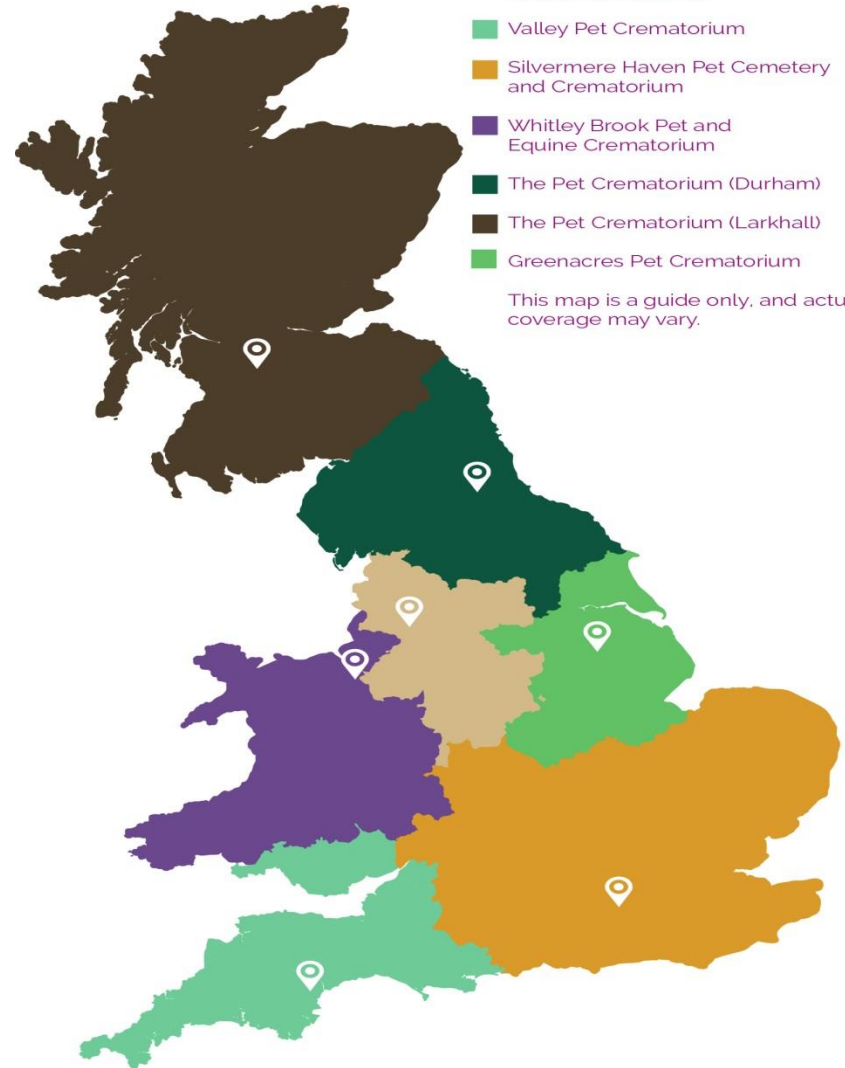 Valley Pet Crematorium
Silvermere Haven Pet Cemetery
and Crematorium
Whitley Brook Pet and
Equine Crematorium
The Pet Crematorium (Durham)
The Pet Crematorium (Larkhall)
Greenacres Pet Crematorium
This map is a guide only, and actu
coverage may vary.